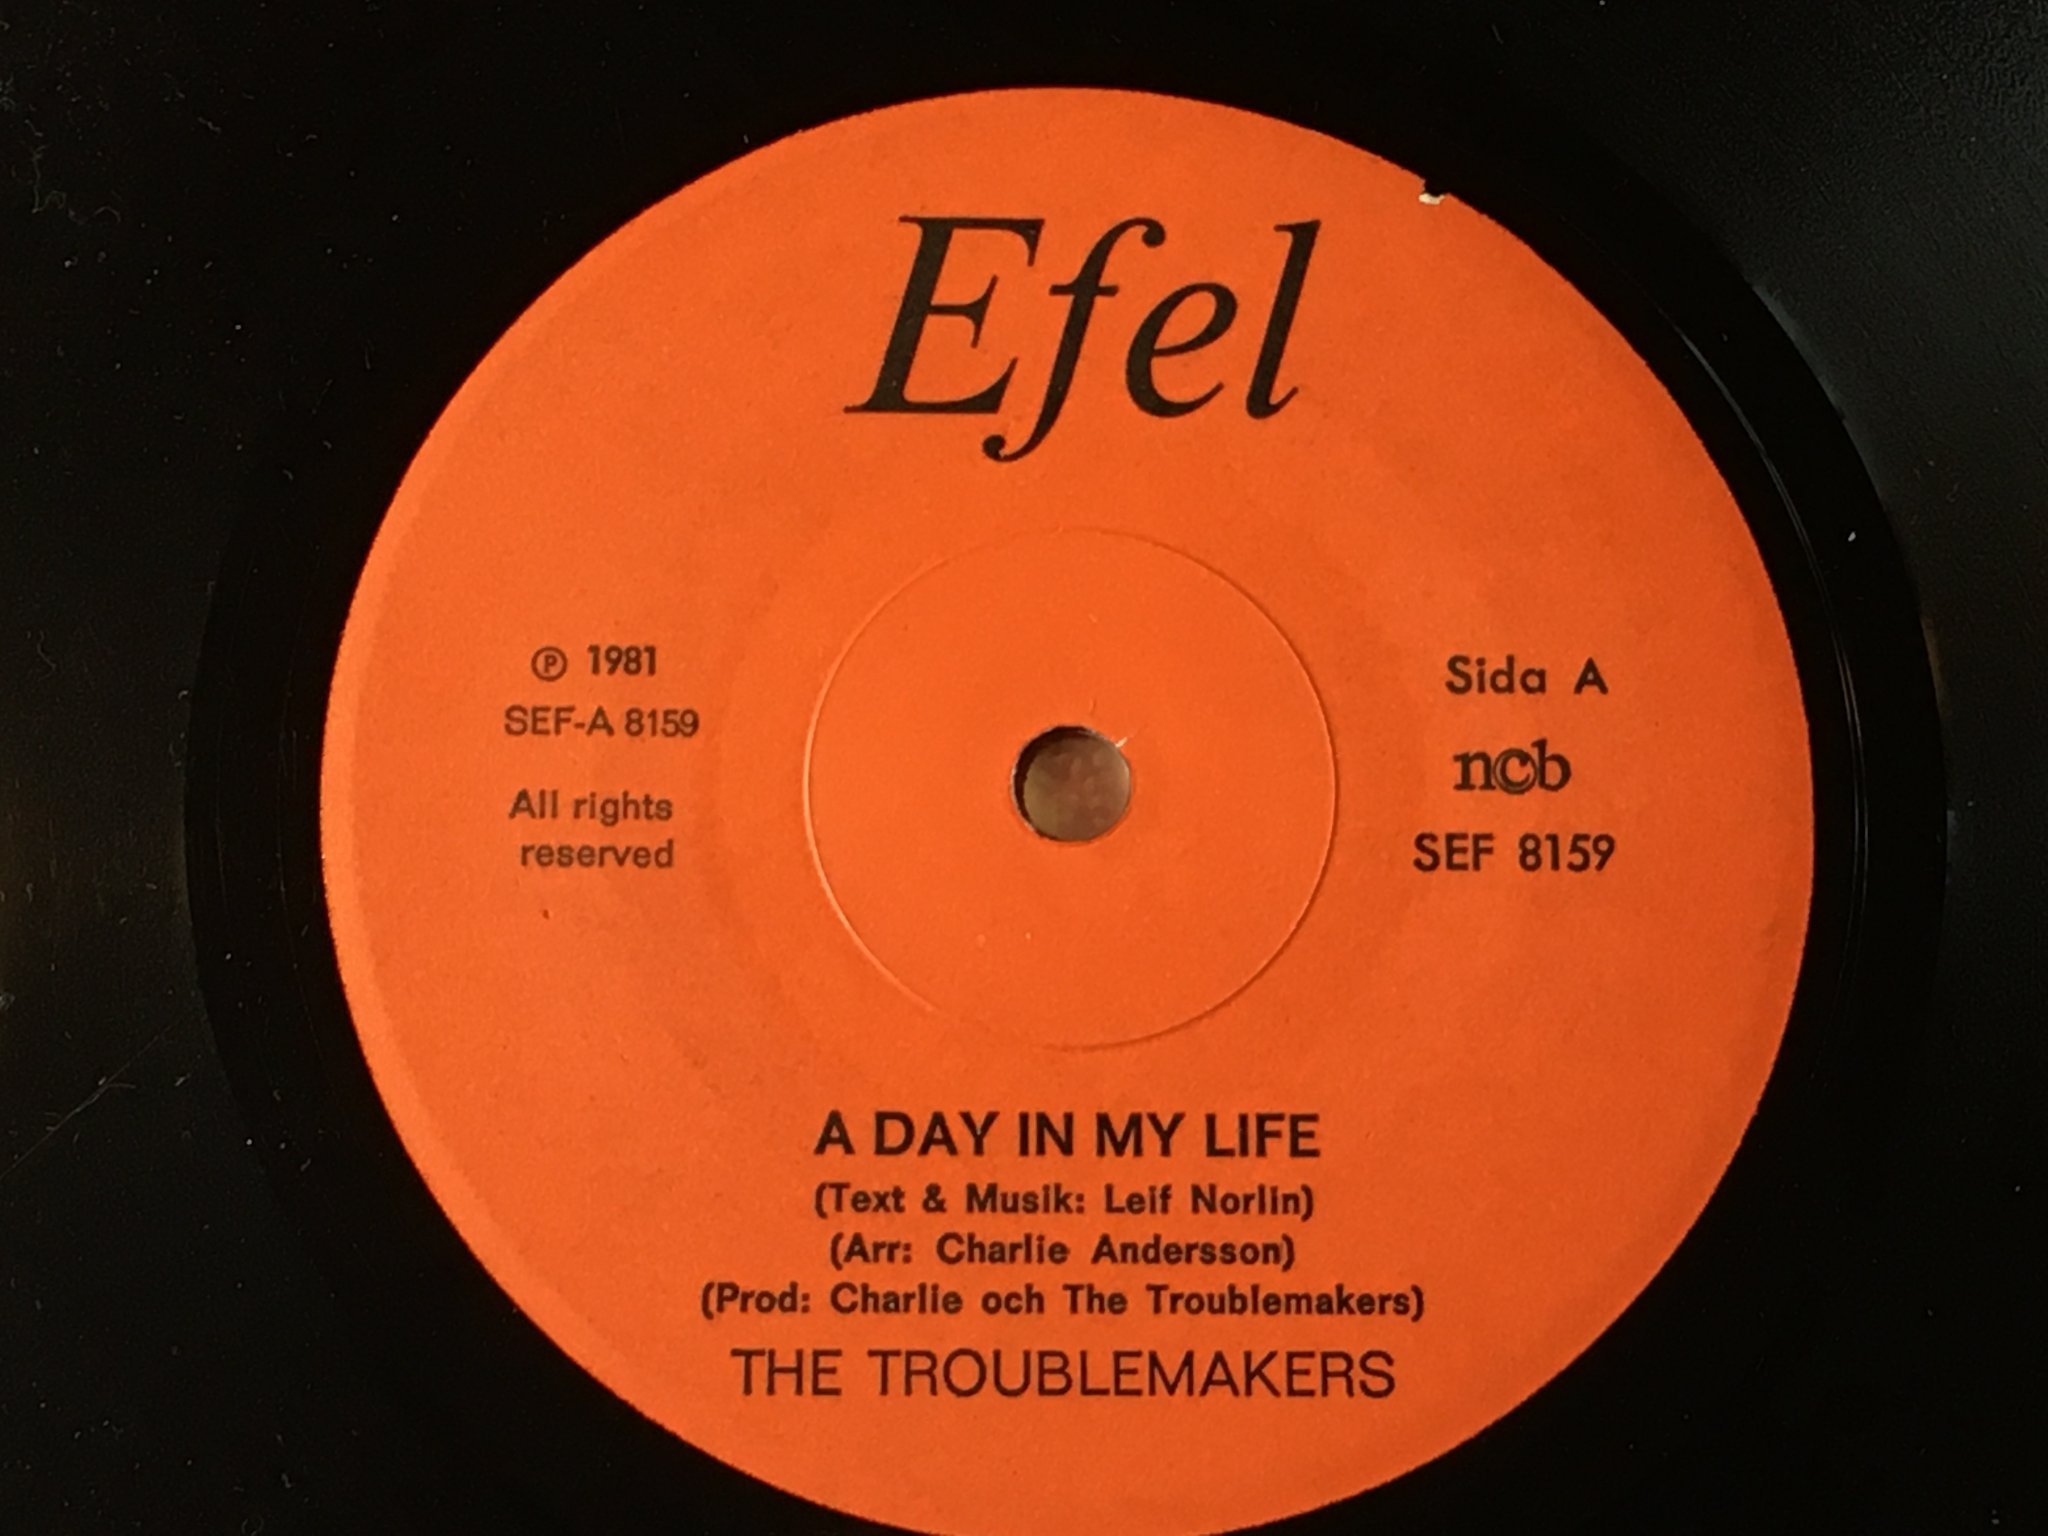 Efel
℗ 1981
SEF-A 8159
All rights
reserved
Sida A
ncb
SEF 8159
A DAY IN MY LIFE
(Text & Musik: Leif Norlin)
(Arr: Charlie Andersson)
(Prod: Charlie och The Troublemakers)
THE TROUBLEMAKERS